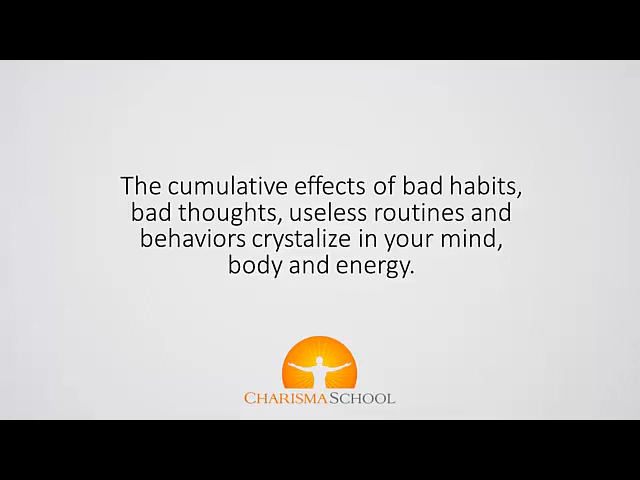 The cumulative effects of bad habits,
bad thoughts, useless routines and
behaviors crystalize in your mind,
body and energy.
CHARISMA SCHOOL